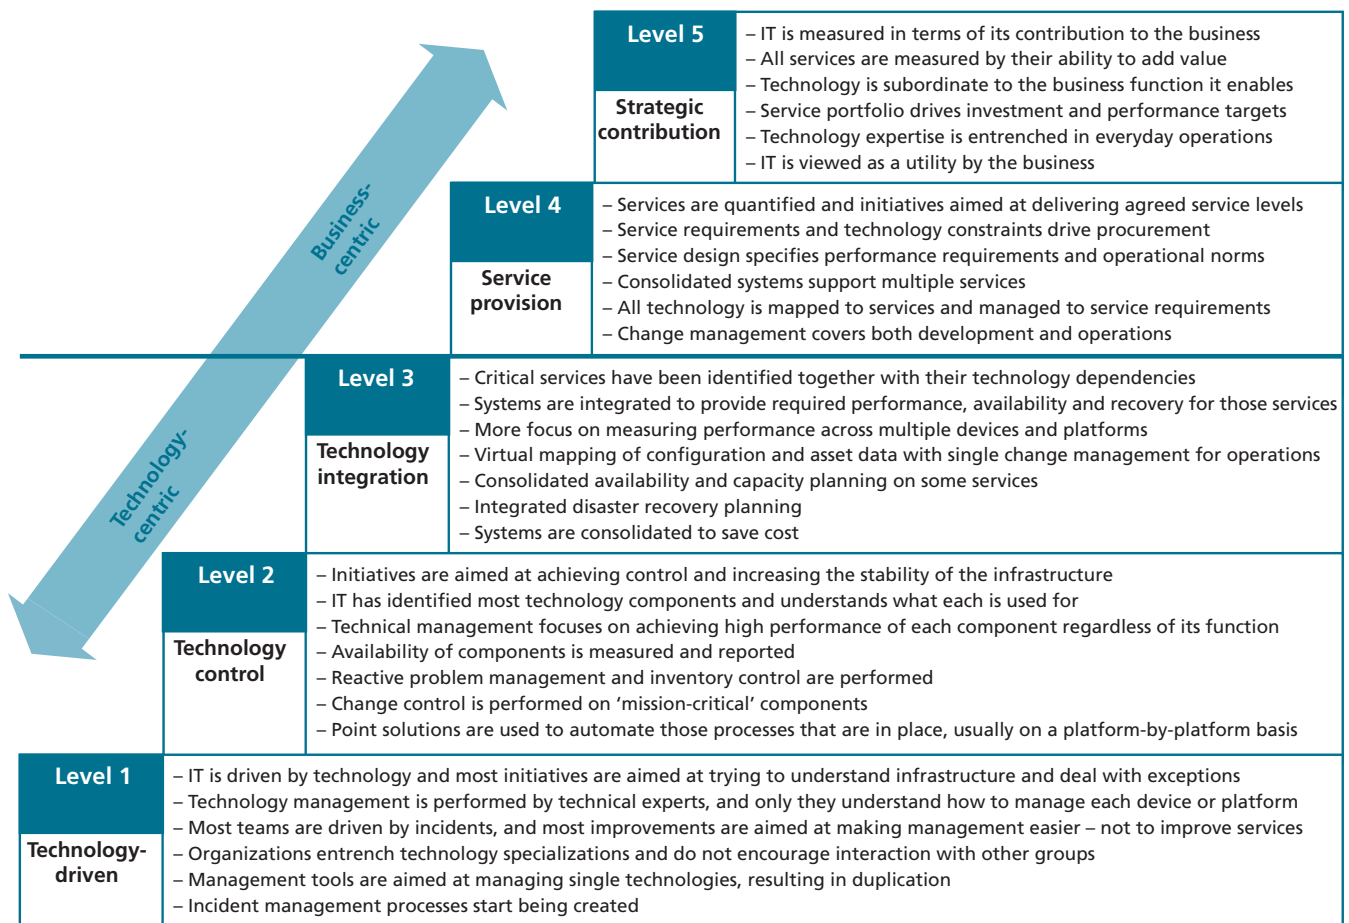 Level 5
Strategic
contribution
– IT is measured in terms of its contribution to the business
– All services are measured by their ability to add value
– Technology is subordinate to the business function it enables
– Service portfolio drives investment and performance targets
– Technology expertise is entrenched in everyday operations
– IT is viewed as a utility by the business
Business-
centric
Level 4
Service
provision
– Services are quantified and initiatives aimed at delivering agreed service levels
– Service requirements and technology constraints drive procurement
– Service design specifies performance requirements and operational norms
– Consolidated systems support multiple services
– All technology is mapped to services and managed to service requirements
– Change management covers both development and operations
Level 3
Technology
integration
– Critical services have been identified together with their technology dependencies
– Systems are integrated to provide required performance, availability and recovery for those services
– More focus on measuring performance across multiple devices and platforms
– Virtual mapping of configuration and asset data with single change management for operations
– Consolidated availability and capacity planning on some services
– Integrated disaster recovery planning
– Systems are consolidated to save cost
Technology-
centric
Level 2
Technology
control
– Initiatives are aimed at achieving control and increasing the stability of the infrastructure
– IT has identified most technology components and understands what each is used for
– Technical management focuses on achieving high performance of each component regardless of its function
– Availability of components is measured and reported
– Reactive problem management and inventory control are performed
– Change control is performed on ‘mission-critical’ components
– Point solutions are used to automate those processes that are in place, usually on a platform-by-platform basis
Level 1
Technology-
driven
– IT is driven by technology and most initiatives are aimed at trying to understand infrastructure and deal with exceptions
– Technology management is performed by technical experts, and only they understand how to manage each device or platform
– Most teams are driven by incidents, and most improvements are aimed at making management easier – not to improve services
– Organizations entrench technology specializations and do not encourage interaction with other groups
– Management tools are aimed at managing single technologies, resulting in duplication
– Incident management processes start being created